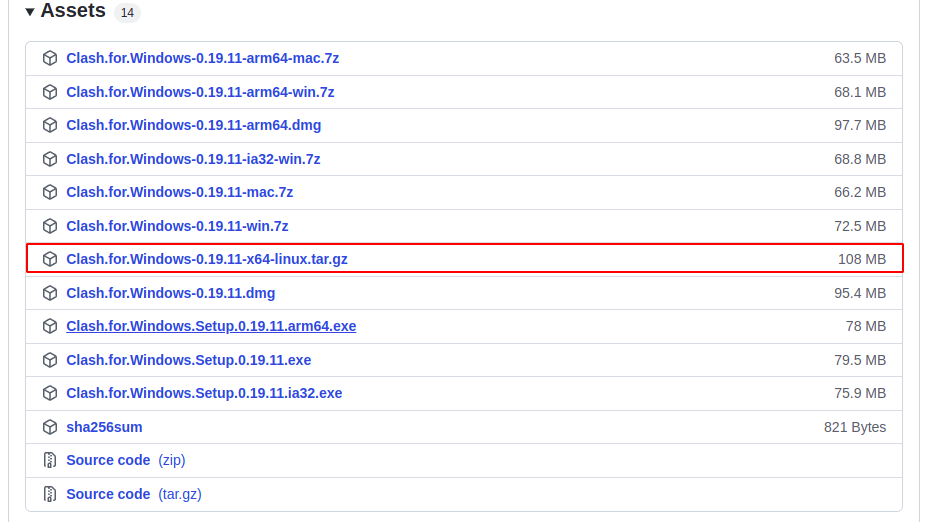 Assets 14
Clash.for.Windows-0.19.11-arm64-mac.7z 63.5 MB
Clash.for.Windows-0.19.11-arm64-win.7z 68.1 MB
Clash.for.Windows-0.19.11-arm64.dmg 97.7 MB
Clash.for.Windows-0.19.11-ia32-win.7z 68.8 MB
Clash.for.Windows-0.19.11-mac.7z 66.2 MB
Clash.for.Windows-0.19.11-win.7z 72.5 MB
Clash.for.Windows-0.19.11-x64-linux.tar.gz 108 MB
Clash.for.Windows-0.19.11.dmg 95.4 MB
Clash.for.Windows.Setup.0.19.11.arm64.exe 78 MB
Clash.for.Windows.Setup.0.19.11.exe 79.5 MB
Clash.for.Windows.Setup.0.19.11.ia32.exe 75.9 MB
sha256sum 821 Bytes
Source code (zip)
Source code (tar.gz)